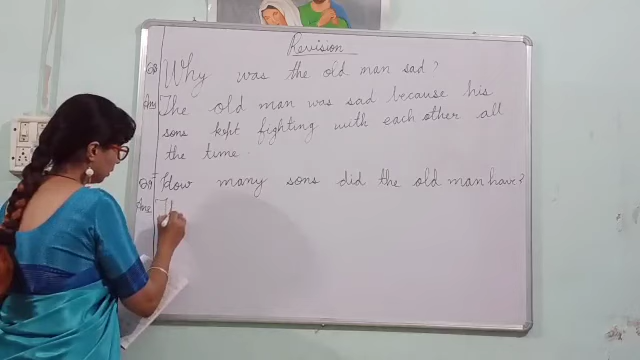 Revision
Q1 Why was the old man sad?
Ans The old man was sad because his
sons kept fighting with each other all
the time.
How many sons did the old man have?
Ans Th